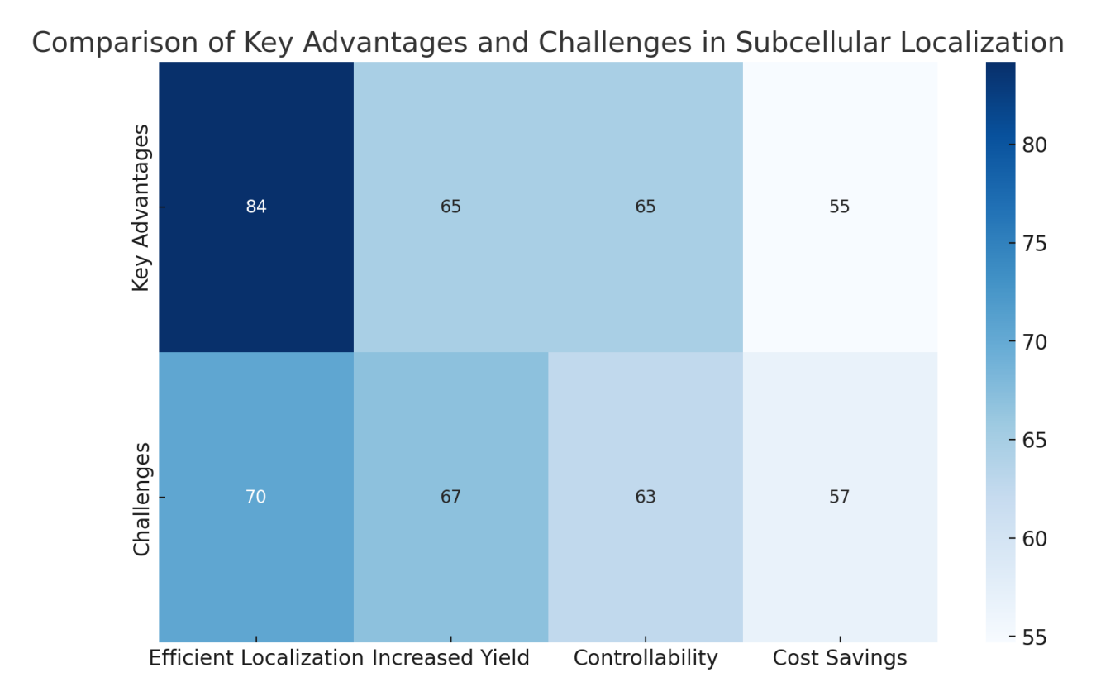 Comparison of Key Advantages and Challenges in Subcellular Localization
Key Advantages
84 65 65 55
Challenges
70 67 63 57
Efficient Localization Increased Yield Controllability Cost Savings
80
75
70
65
60
55